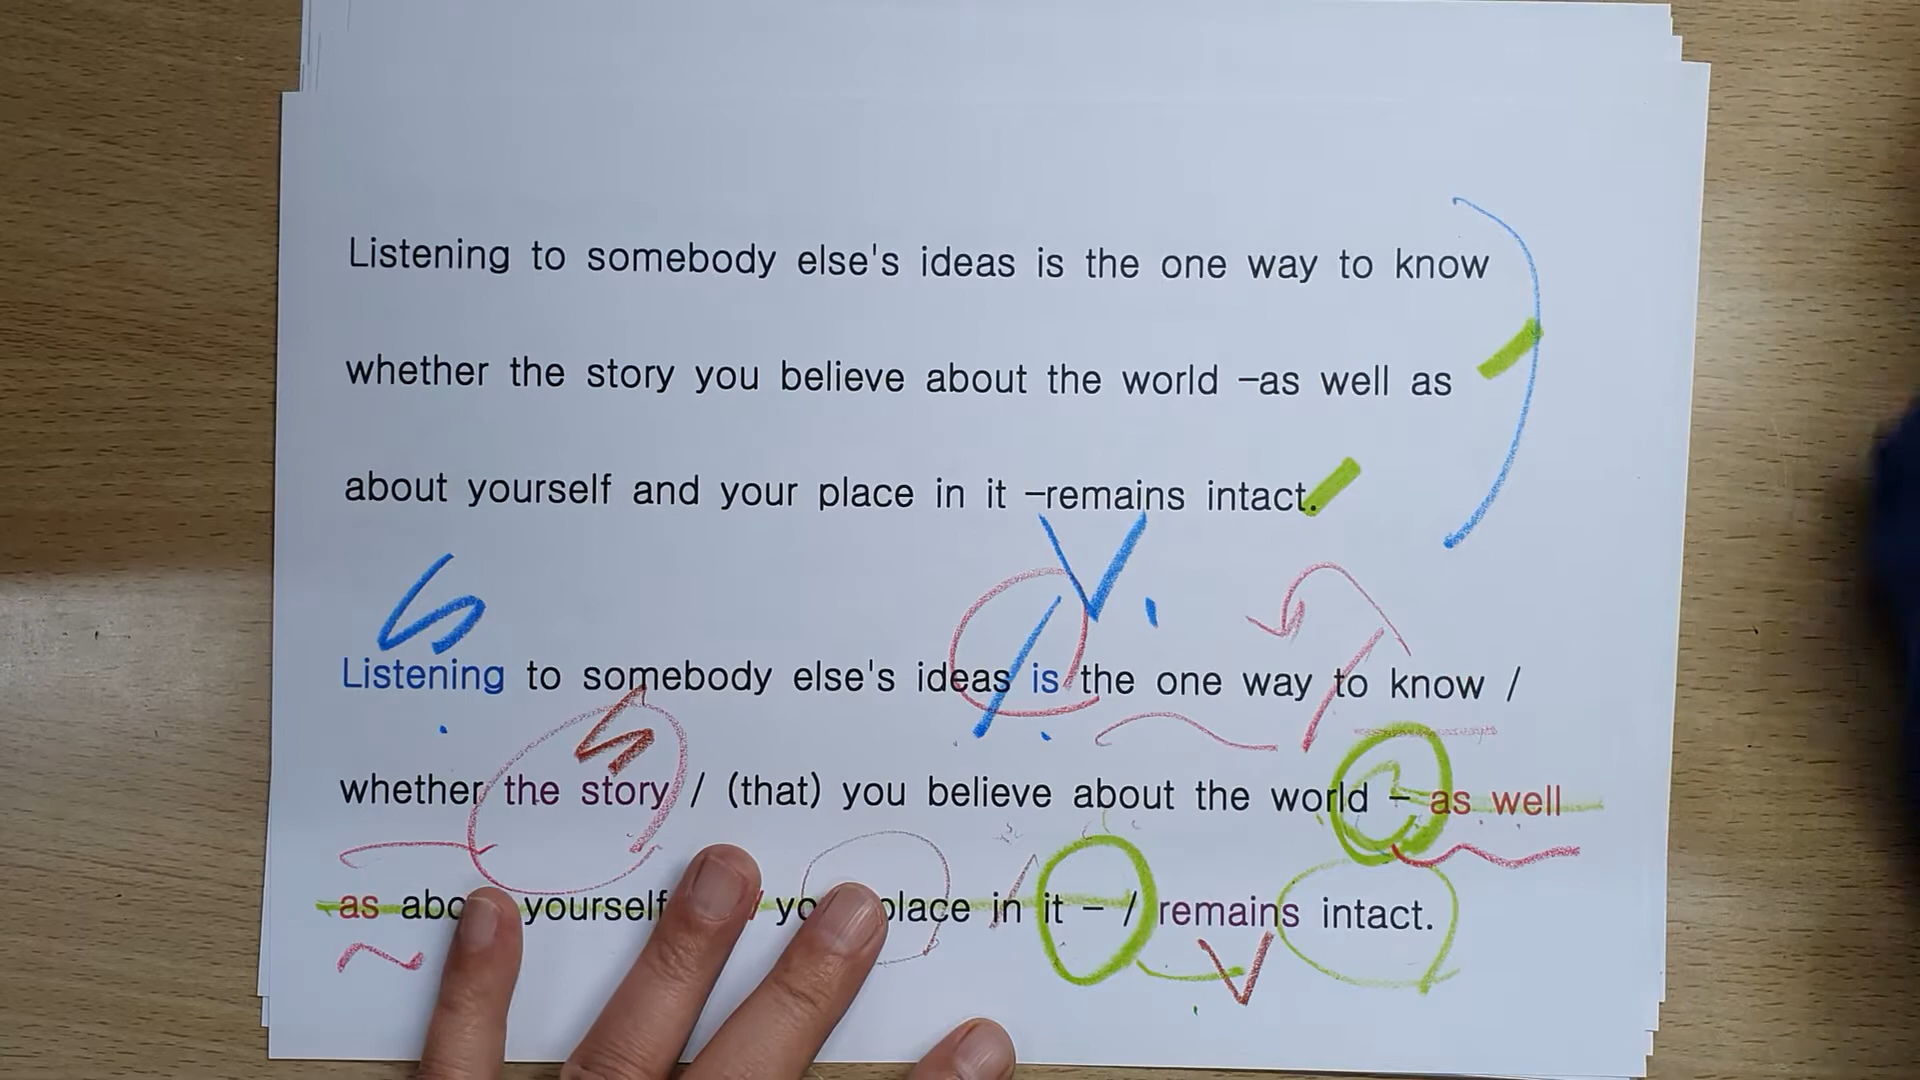 Listening to somebody else's ideas is the one way to know
whether the story you believe about the world –as well as
about yourself and your place in it –remains intact.
S
V
Listening to somebody else's ideas is the one way to know /
S
whether the story / (that) you believe about the world – as well
as yourself place in it – / remains intact.
V